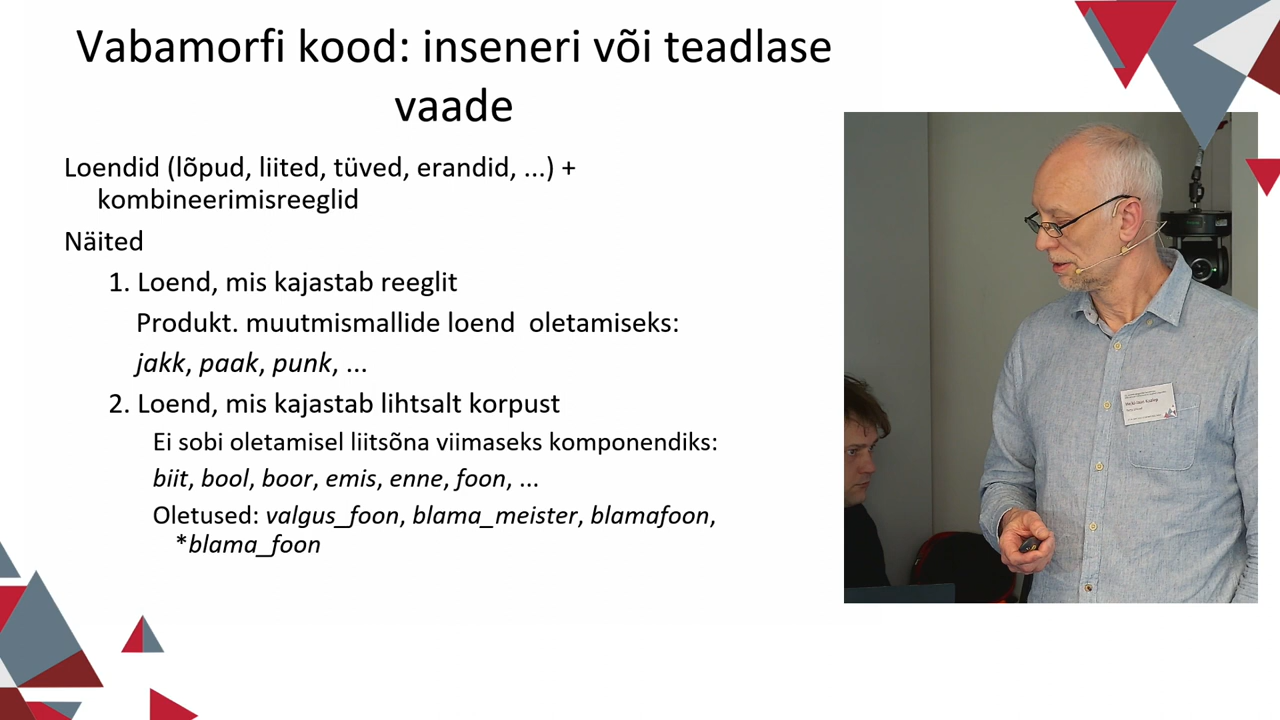 Vabamorfi kood: inseneri või teadlase
vaade
Loendid (lõpud, liited, tüved, erandid, ...) +
kombineerimisreeglid
Näited
1. Loend, mis kajastab reeglit
Produkt. muutmismallide loend oletamiseks:
jakk, paak, punk, ...
2. Loend, mis kajastab lihtsalt korpust
Ei sobi oletamisel liitsõna viimaseks komponendiks:
biit, bool, boor, emis, enne, foon, ...
Oletused: valgus_foon, blama_meister, blamafoon,
*blama_foon